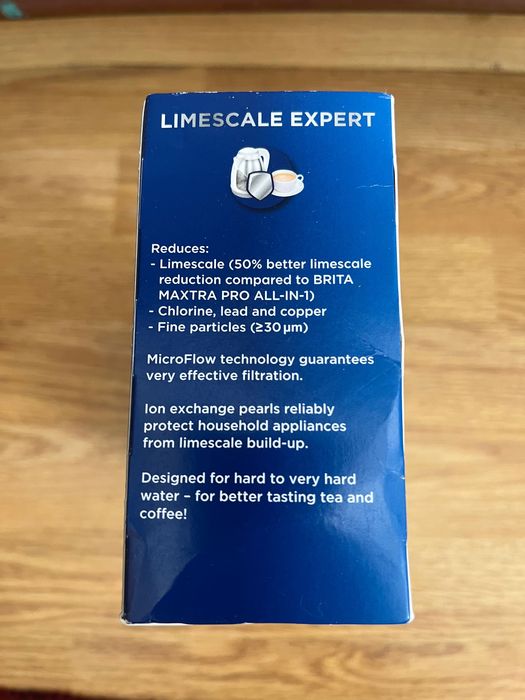 LIMESCALE EXPERT
Reduces:
- Limescale (50% better limescale
reduction compared to BRITA
MAXTRA PRO ALL-IN-1)
- Chlorine, lead and copper
- Fine particles (≥30 µm)
MicroFlow technology guarantees
very effective filtration.
Ion exchange pearls reliably
protect household appliances
from limescale build-up.
Designed for hard to very hard
water – for better tasting tea and
coffee!